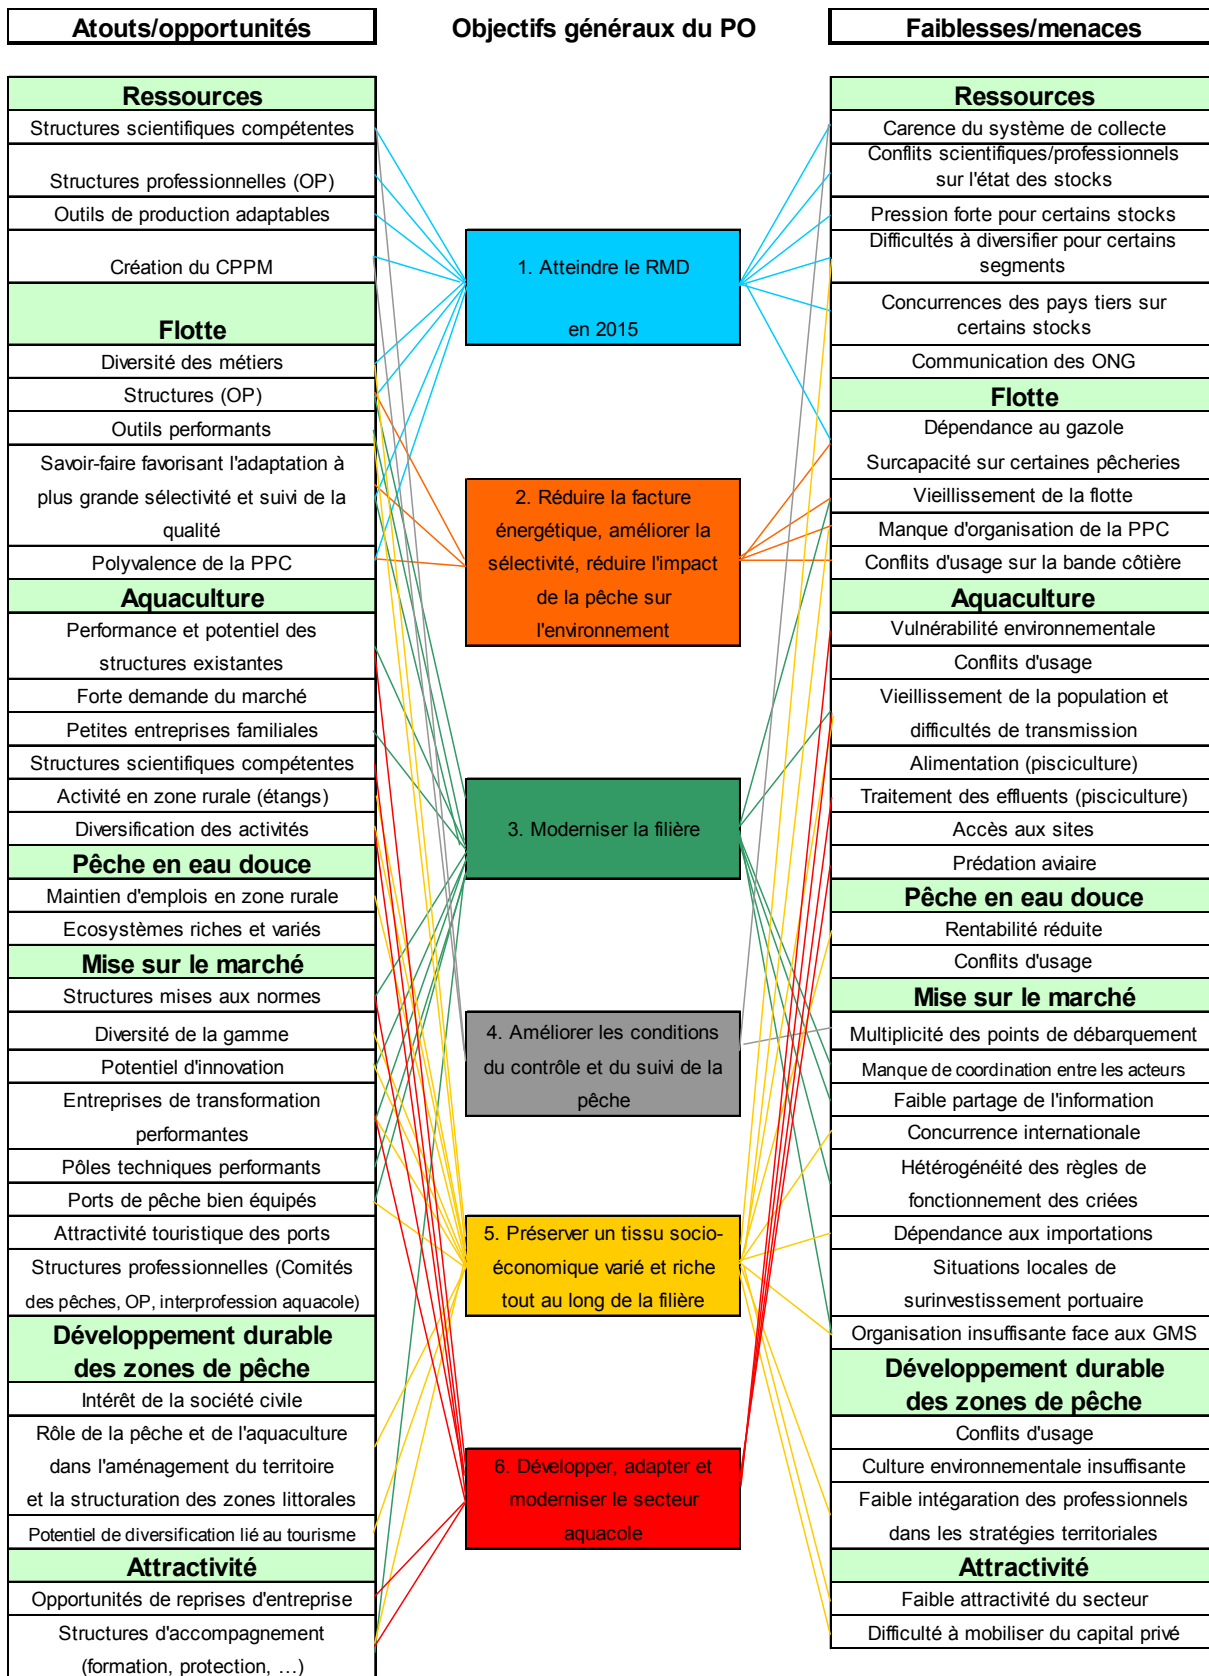 Atouts/opportunités
Ressources
Structures scientifiques compétentes
Structures professionnelles (OP)
Outils de production adaptables
Création du CPPM
Flotte
Diversité des métiers
Structures (OP)
Outils performants
Savoir-faire favorisant l'adaptation à
plus grande sélectivité et suivi de la
qualité
Polyvalence de la PPC
Aquaculture
Performance et potentiel des
structures existantes
Forte demande du marché
Petites entreprises familiales
Structures scientifiques compétentes
Activité en zone rurale (étangs)
Diversification des activités
Pêche en eau douce
Maintien d'emplois en zone rurale
Ecosystèmes riches et variés
Mise sur le marché
Structures mises aux normes
Diversité de la gamme
Potentiel d'innovation
Entreprises de transformation
performantes
Pôles techniques performants
Ports de pêche bien équipés
Attractivité touristique des ports
Structures professionnelles (Comités
des pêches, OP, interprofession aquacole)
Développement durable
des zones de pêche
Intérêt de la société civile
Rôle de la pêche et de l'aquaculture
dans l'aménagement du territoire
et la structuration des zones littorales
Potentiel de diversification lié au tourisme
Attractivité
Opportunités de reprises d'entreprise
Structures d'accompagnement
(formation, protection, …)
Objectifs généraux du PO
1. Atteindre le RMD
en 2015
2. Réduire la facture
énergétique, améliorer la
sélectivité, réduire l'impact
de la pêche sur
l'environnement
3. Moderniser la filière
4. Améliorer les conditions
du contrôle et du suivi de la
pêche
5. Préserver un tissu socio-
économique varié et riche
tout au long de la filière
6. Développer, adapter et
moderniser le secteur
aquacole
Faiblesses/menaces
Ressources
Carence du système de collecte
Conflits scientifiques/professionnels
sur l'état des stocks
Pression forte pour certains stocks
Difficultés à diversifier pour certains
segments
Concurrences des pays tiers sur
certains stocks
Communication des ONG
Flotte
Dépendance au gazole
Surcapacité sur certaines pêcheries
Vieillissement de la flotte
Manque d'organisation de la PPC
Conflits d'usage sur la bande côtière
Aquaculture
Vulnérabilité environnementale
Conflits d'usage
Vieillissement de la population et
difficultés de transmission
Alimentation (pisciculture)
Traitement des effluents (pisciculture)
Accès aux sites
Prédation aviaire
Pêche en eau douce
Rentabilité réduite
Conflits d'usage
Mise sur le marché
Multiplicité des points de débarquement
Manque de coordination entre les acteurs
Faible partage de l'information
Concurrence internationale
Hétérogénéité des règles de
fonctionnement des criées
Dépendance aux importations
Situations locales de
surinvestissement portuaire
Organisation insuffisante face aux GMS
Développement durable
des zones de pêche
Conflits d'usage
Culture environnementale insuffisante
Faible intégaration des professionnels
dans les stratégies territoriales
Attractivité
Faible attractivité du secteur
Difficulté à mobiliser du capital privé